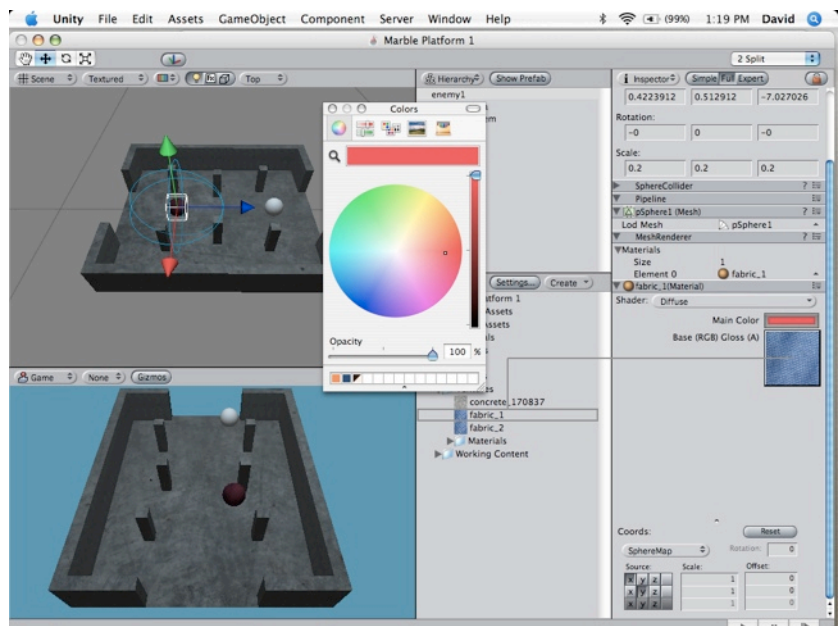 Unity File Edit Assets GameObject Component Server Window Help (99%) 1:19 PM David
Marble Platform 1
2 Split
Scene Textured Top
Hierarchy Show Prefab
enemy1
Colors
Opacity
100 %
Settings... Create
concrete_170837
fabric_1
fabric_2
Materials
Working Content
Game None Gizmos
Inspector Simple Full Expert
0.4223912 0.512912 -7.027026
Rotation:
-0 0 -0
Scale:
0.2 0.2 0.2
SphereCollider ?
Pipeline
pSphere1 (Mesh) ?
Lod Mesh pSphere1
MeshRenderer ?
Materials
Size 1
Element 0 fabric_1
fabric_1(Material)
Shader: Diffuse
Main Color
Base (RGB) Gloss (A)
Coords: Reset
SphereMap Rotation: 0
Source: Scale: Offset:
x y z 1 0
x y z 1 0
x y z 1 0